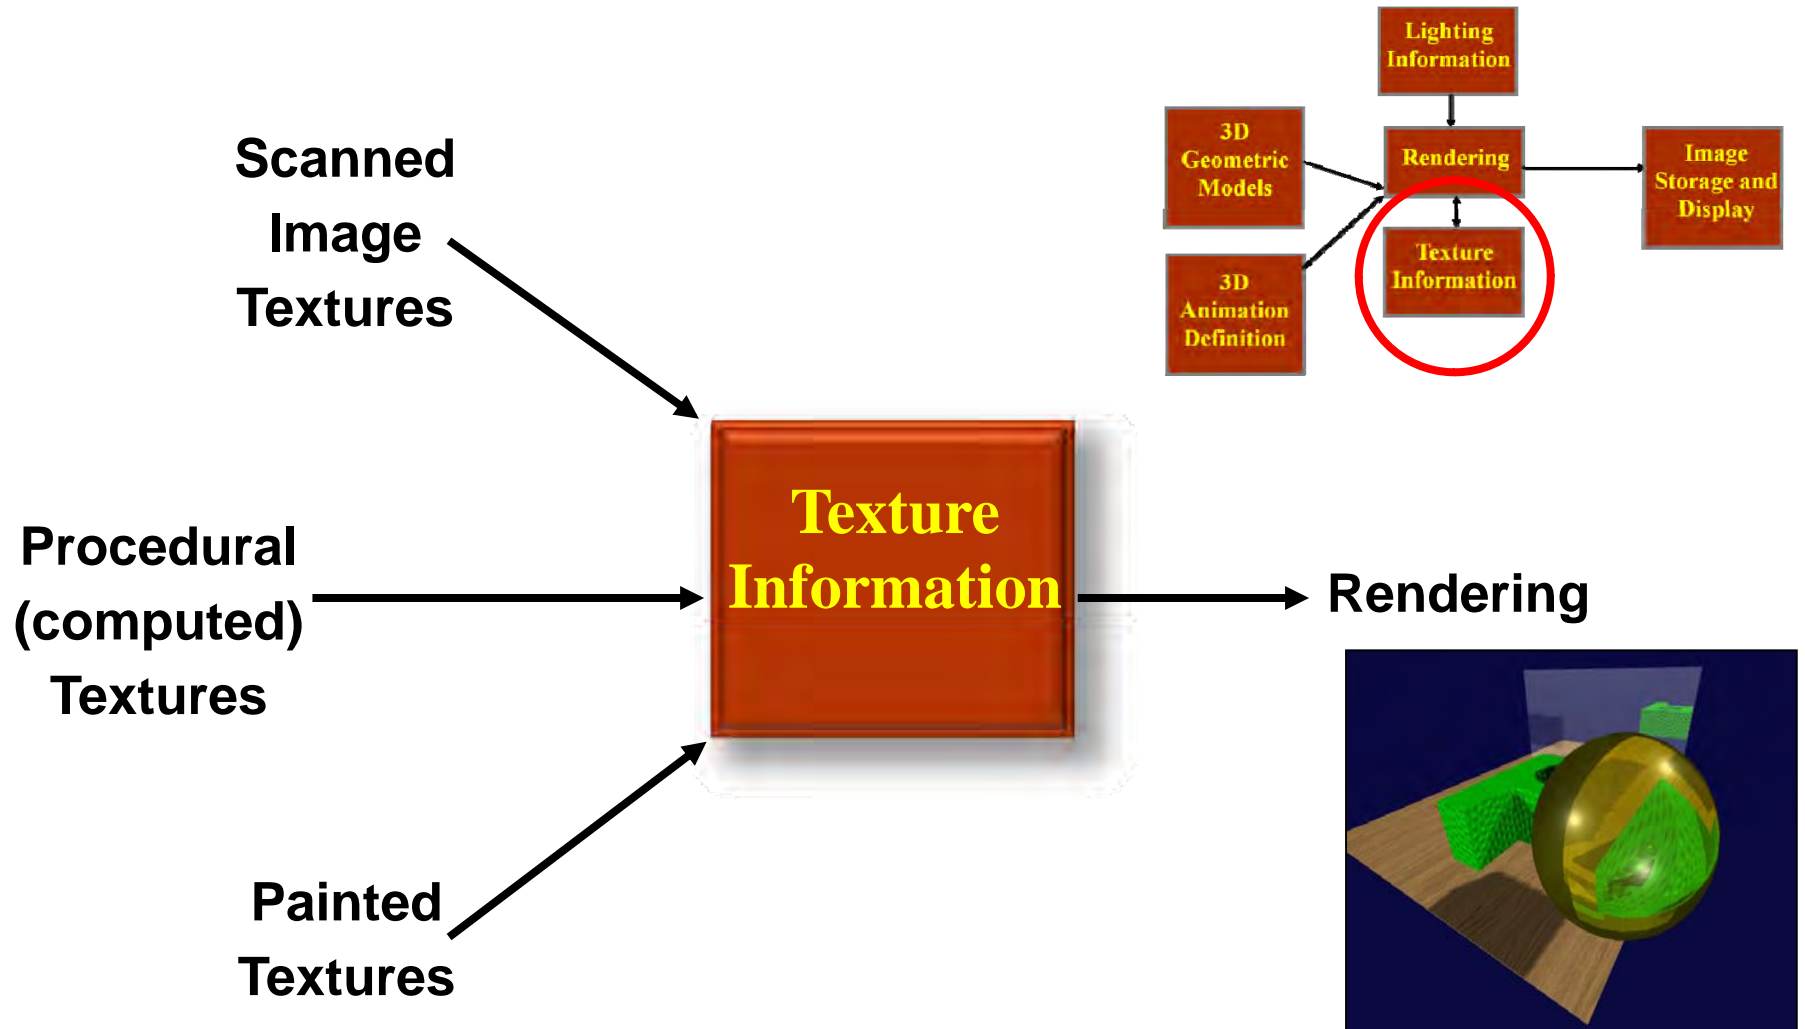 Lighting
Information
3D
Geometric
Models
Rendering
Image
Storage and
Display
Texture
Information
3D
Animation
Definition
Scanned
Image
Textures
Texture
Information
Procedural
(computed)
Textures
Rendering
Painted
Textures